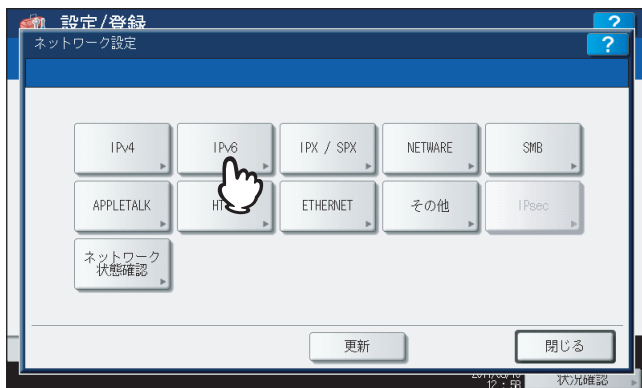 設定/登録
?
ネットワーク設定
?
IPv4
IPv6
IPX / SPX
NETWARE
SMB
APPLETALK
ETHERNET
その他
IPsec
ネットワーク
状態確認
更新
閉じる
12:58
状況確認